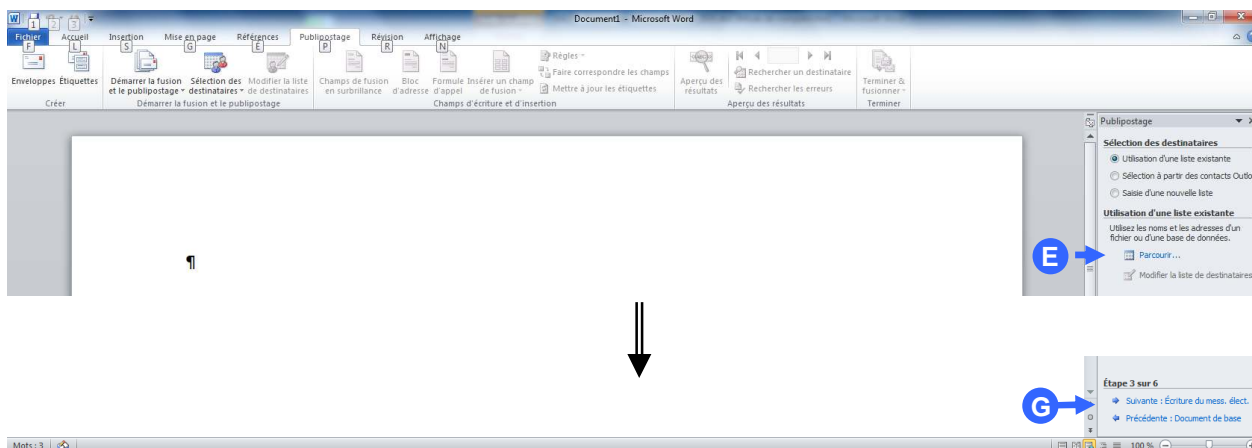 W 1 2 3 Document1 - Microsoft Word
Fichier Accueil Insertion Mise en page Références Publipostage Révision Affichage
F L S G É P R N
Enveloppes Étiquettes
Créer
Démarrer la fusion et le publipostage
Sélection des destinataires
Modifier la liste de destinataires
Démarrer la fusion et le publipostage
Champs de fusion en surbrillance
Bloc d'adresse
Formule d'appel
Insérer un champ de fusion
Règles
Faire correspondre les champs
Mettre à jour les étiquettes
Champs d'écriture et d'insertion
Aperçu des résultats
Rechercher un destinataire
Rechercher les erreurs
Aperçu des résultats
Terminer & fusionner
Terminer
¶
Publipostage
Sélection des destinataires
Utilisation d'une liste existante
Sélection à partir des contacts Outlo
Saisie d'une nouvelle liste
Utilisation d'une liste existante
Utilisez les noms et les adresses d'un
fichier ou d'une base de données.
E
Parcourir...
Modifier la liste de destinataires
Étape 3 sur 6
G
Suivante : Écriture du mess. élect.
Précédente : Document de base
Mots : 3
100 %